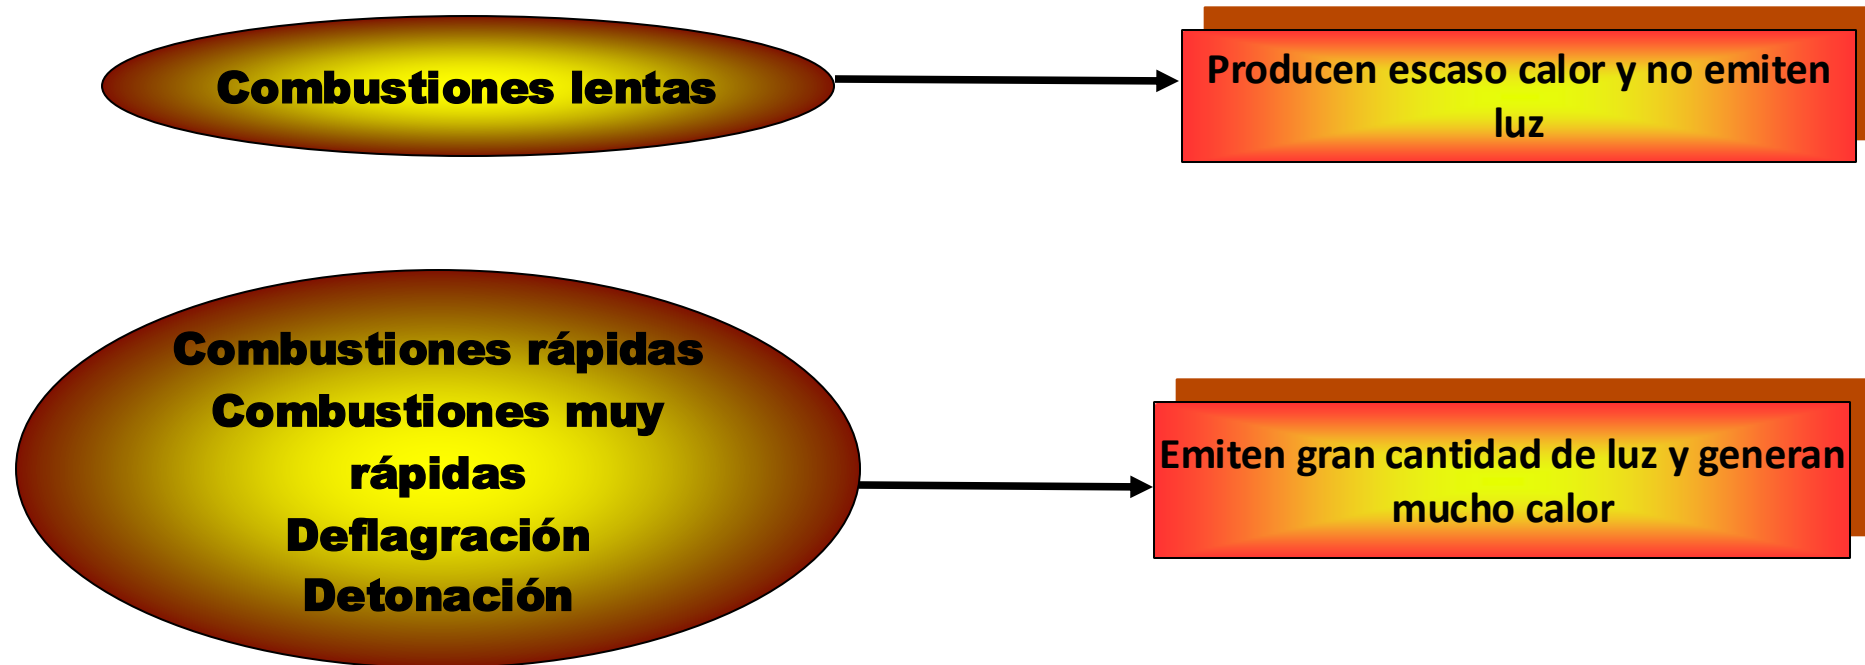 Combustiones lentas
Producen escaso calor y no emiten
luz
Combustiones rápidas
Combustiones muy
rápidas
Deflagración
Detonación
Emiten gran cantidad de luz y generan
mucho calor